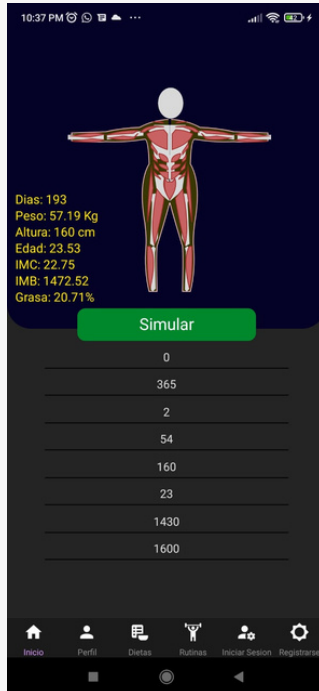 10:37 PM
Dias: 193
Peso: 57.19 Kg
Altura: 160 cm
Edad: 23.53
IMC: 22.75
IMB: 1472.52
Grasa: 20.71%
Simular
0
365
2
54
160
23
1430
1600
Inicio Perfil Dietas Rutinas Iniciar Sesion Registrarse